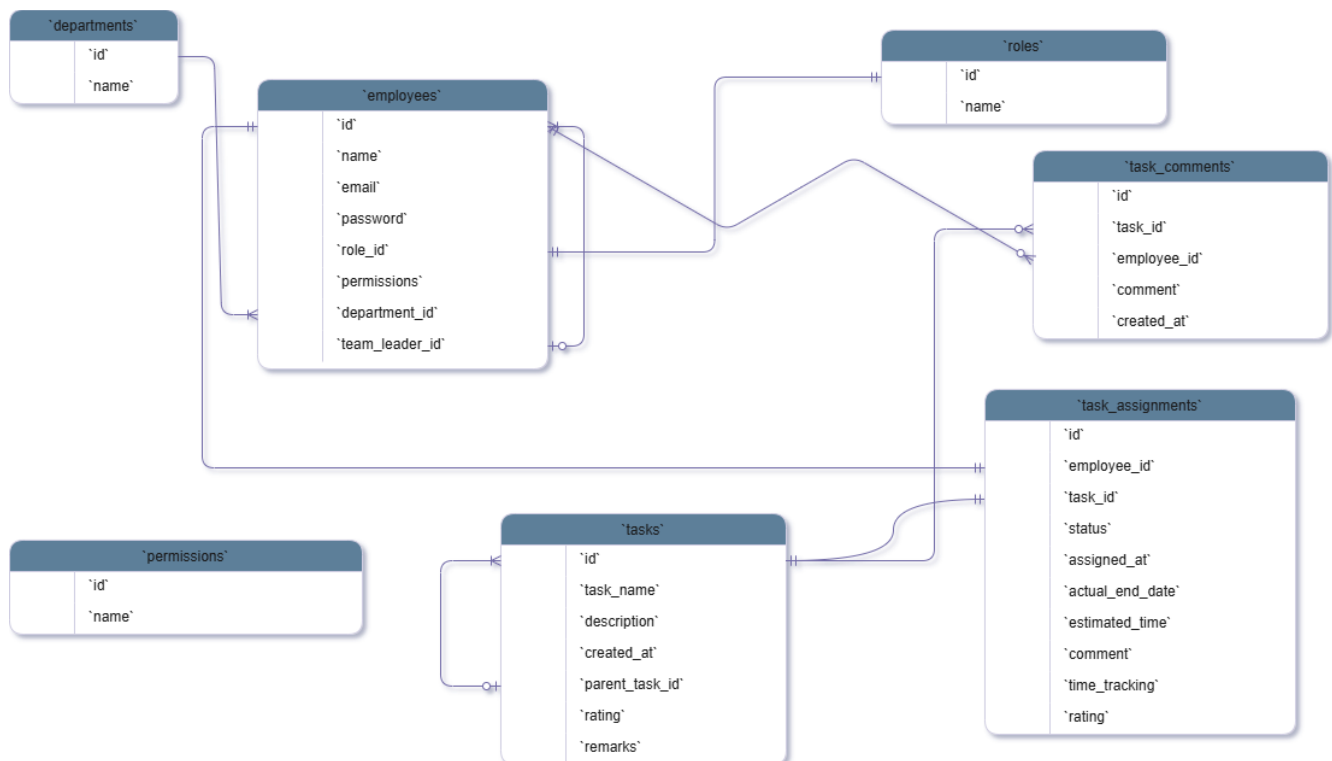 `departments`
`id`
`name`
`employees`
`id`
`name`
`email`
`password`
`role_id`
`permissions`
`department_id`
`team_leader_id`
`roles`
`id`
`name`
`task_comments`
`id`
`task_id`
`employee_id`
`comment`
`created_at`
`task_assignments`
`id`
`employee_id`
`task_id`
`status`
`assigned_at`
`actual_end_date`
`estimated_time`
`comment`
`time_tracking`
`rating`
`tasks`
`id`
`task_name`
`description`
`created_at`
`parent_task_id`
`rating`
`remarks`
`permissions`
`id`
`name`